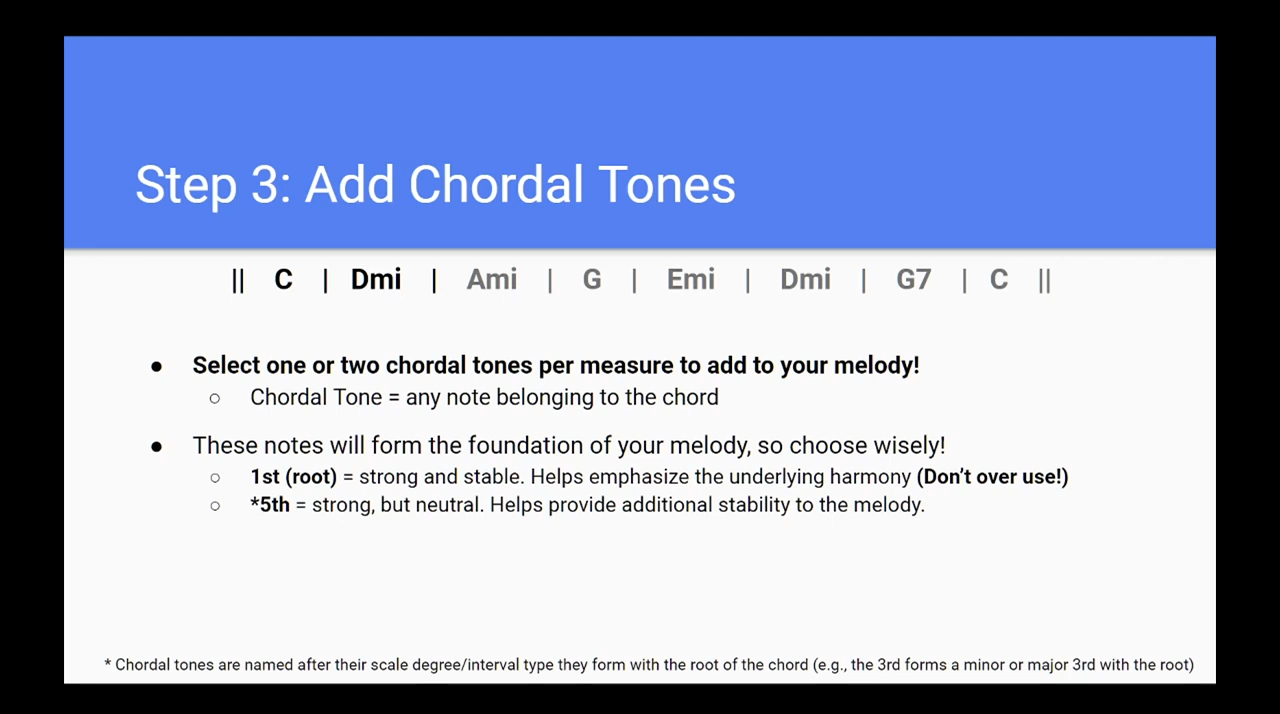 Step 3: Add Chordal Tones
|| C | Dmi | Ami | G | Emi | Dmi | G7 | C ||
● Select one or two chordal tones per measure to add to your melody!
○ Chordal Tone = any note belonging to the chord
● These notes will form the foundation of your melody, so choose wisely!
○ 1st (root) = strong and stable. Helps emphasize the underlying harmony (Don't over use!)
○ *5th = strong, but neutral. Helps provide additional stability to the melody.
* Chordal tones are named after their scale degree/interval type they form with the root of the chord (e.g., the 3rd forms a minor or major 3rd with the root)